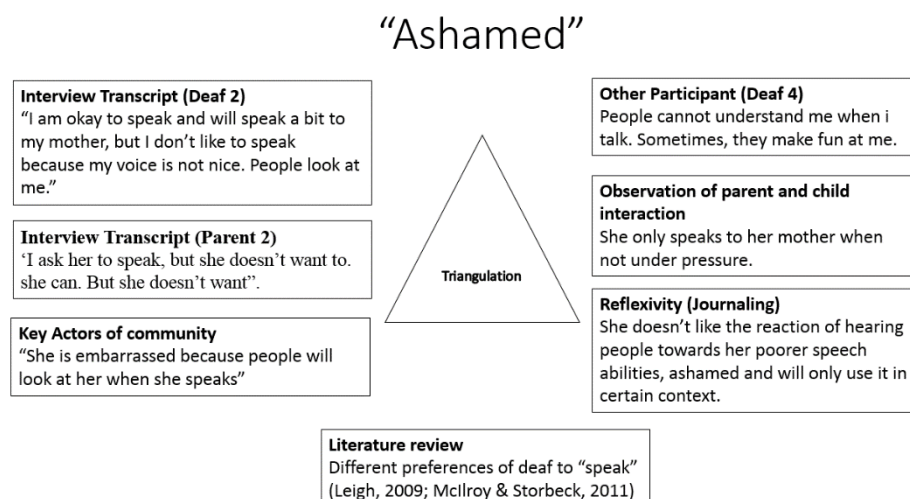 “Ashamed”
Interview Transcript (Deaf 2)
“I am okay to speak and will speak a bit to
my mother, but I don’t like to speak
because my voice is not nice. People look at
me.”
Interview Transcript (Parent 2)
‘I ask her to speak, but she doesn’t want to.
she can. But she doesn’t want”.
Key Actors of community
“She is embarrassed because people will
look at her when she speaks”
Triangulation
Other Participant (Deaf 4)
People cannot understand me when i
talk. Sometimes, they make fun at me.
Observation of parent and child
interaction
She only speaks to her mother when
not under pressure.
Reflexivity (Journaling)
She doesn’t like the reaction of hearing
people towards her poorer speech
abilities, ashamed and will only use it in
certain context.
Literature review
Different preferences of deaf to “speak”
(Leigh, 2009; McIlroy & Storbeck, 2011)